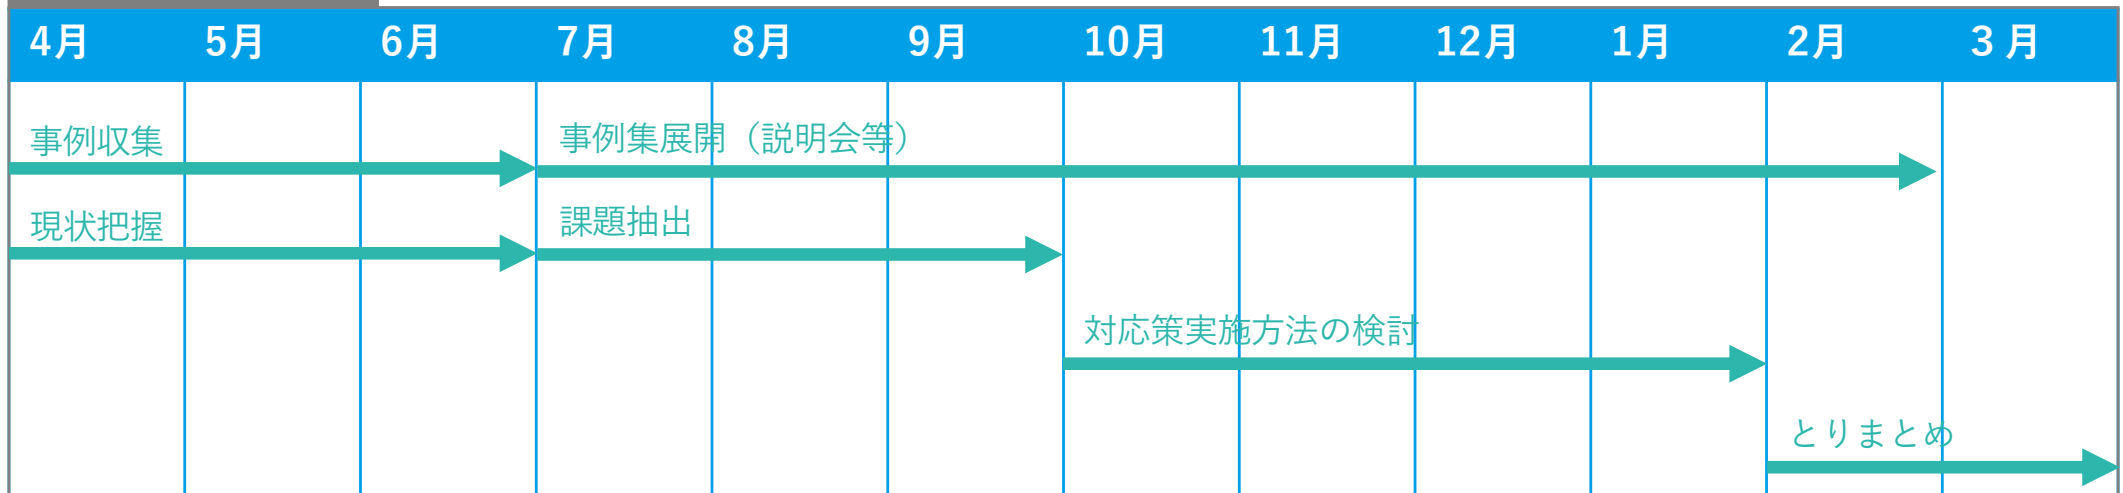 4月 5月 6月 7月 8月 9月 10月 11月 12月 1月 2月 3月
事例収集 事例集展開（説明会等）
現状把握 課題抽出
対応策実施方法の検討
とりまとめ